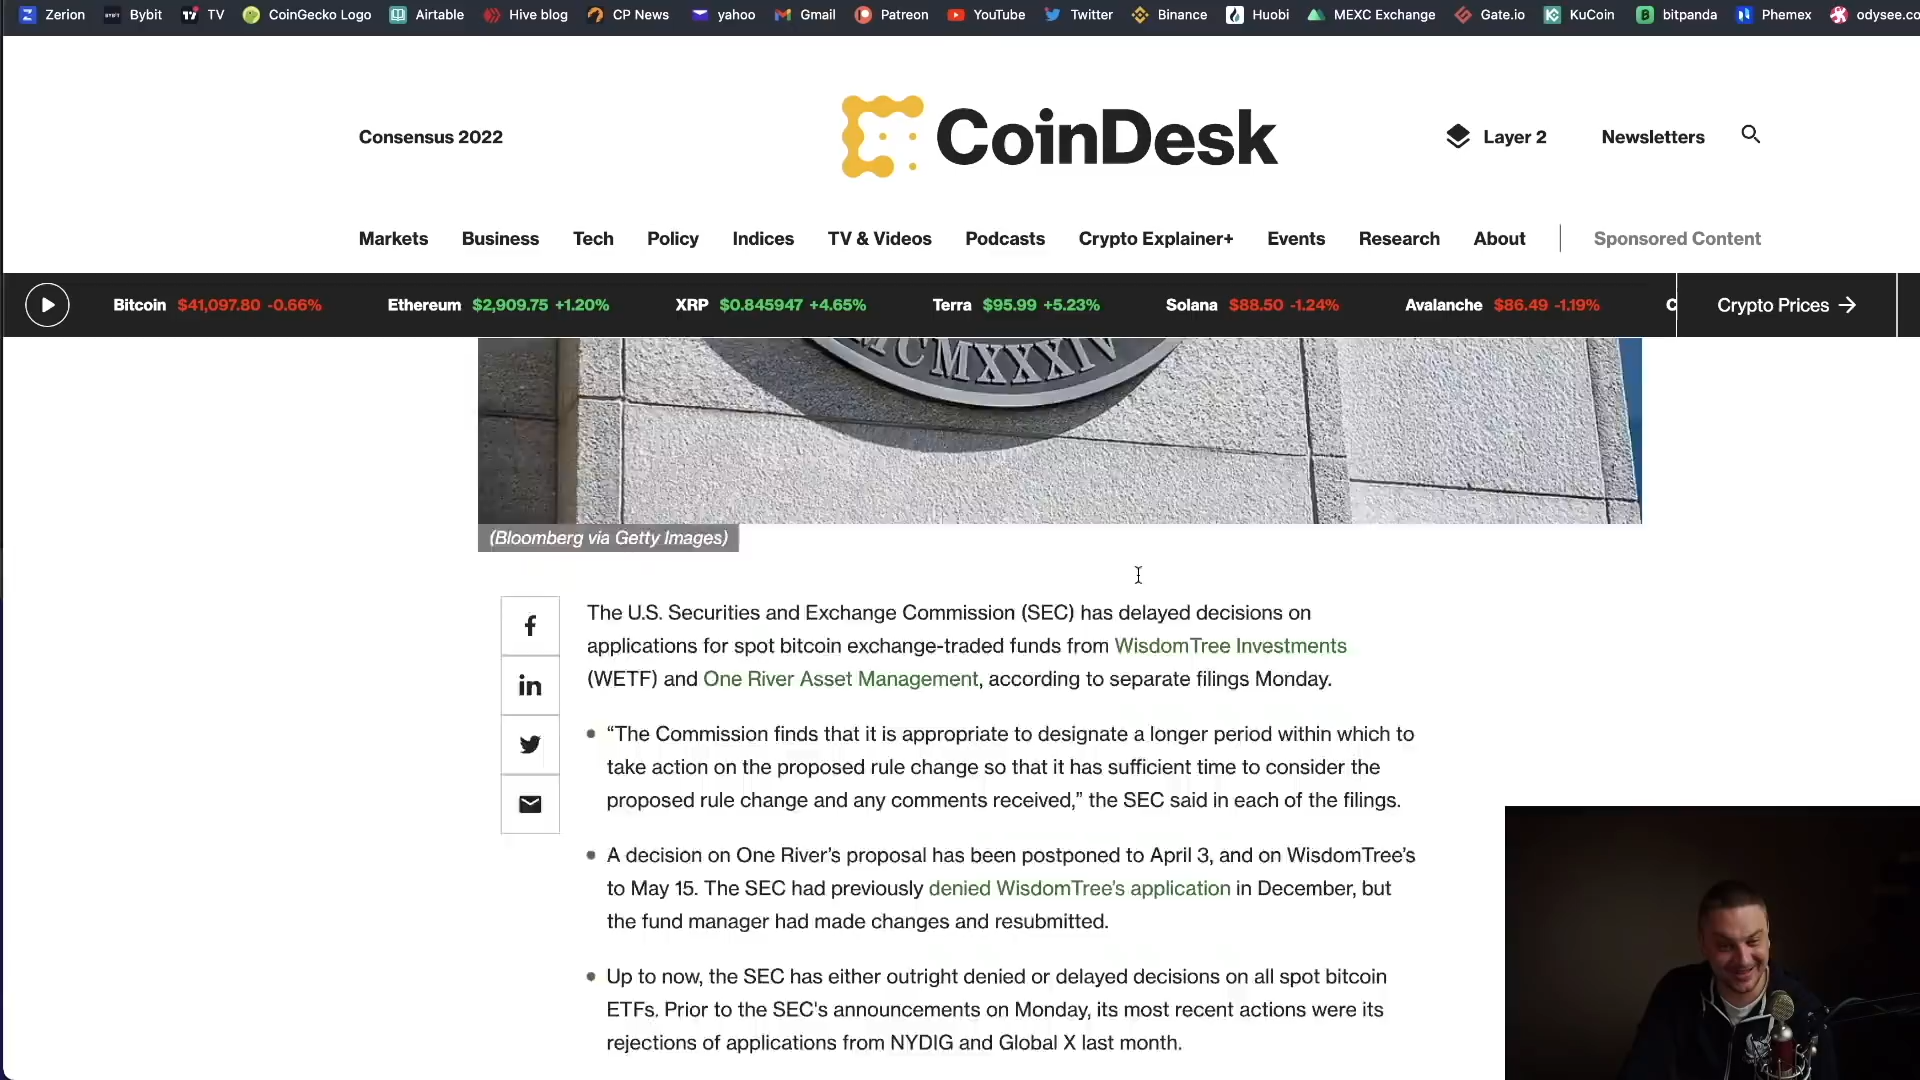 Zerion Bybit TV CoinGecko Logo Airtable Hive blog CP News yahoo Gmail Patreon YouTube Twitter Binance Huobi MEXC Exchange Gate.io KuCoin bitpanda Phemex odysee.co
Consensus 2022 CoinDesk Layer 2 Newsletters
Markets Business Tech Policy Indices TV & Videos Podcasts Crypto Explainer+ Events Research About Sponsored Content
Bitcoin $41,097.80 -0.66% Ethereum $2,909.75 +1.20% XRP $0.845947 +4.65% Terra $95.99 +5.23% Solana $88.50 -1.24% Avalanche $86.49 -1.19% C Crypto Prices →
MCMXXXIV
(Bloomberg via Getty Images)
The U.S. Securities and Exchange Commission (SEC) has delayed decisions on
applications for spot bitcoin exchange-traded funds from WisdomTree Investments
(WETF) and One River Asset Management, according to separate filings Monday.
“The Commission finds that it is appropriate to designate a longer period within which to
take action on the proposed rule change so that it has sufficient time to consider the
proposed rule change and any comments received,” the SEC said in each of the filings.
A decision on One River’s proposal has been postponed to April 3, and on WisdomTree’s
to May 15. The SEC had previously denied WisdomTree’s application in December, but
the fund manager had made changes and resubmitted.
Up to now, the SEC has either outright denied or delayed decisions on all spot bitcoin
ETFs. Prior to the SEC's announcements on Monday, its most recent actions were its
rejections of applications from NYDIG and Global X last month.